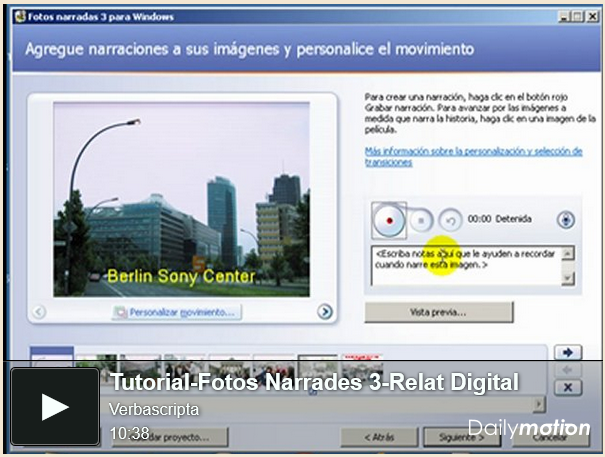 Fotos narradas 3 para Windows
Agregue narraciones a sus imágenes y personalice el movimiento
Para crear una narración, haga clic en el botón rojo
Grabar narración. Para avanzar por las imágenes a
medida que narra la historia, haga clic en una imagen de la
película.
Más información sobre la personalización y selección de
transiciones
00:00 Detenida
<Escriba notas aquí que le ayuden a recordar
cuando narre esta imagen. >
Berlin Sony Center
Personalizar movimiento...
Vista previa...
Tutorial-Fotos Narrades 3-Relat Digital
Verbascripta
10:38
Dailymotion
proyecto...
< Atrás
Siguiente >
Cancelar